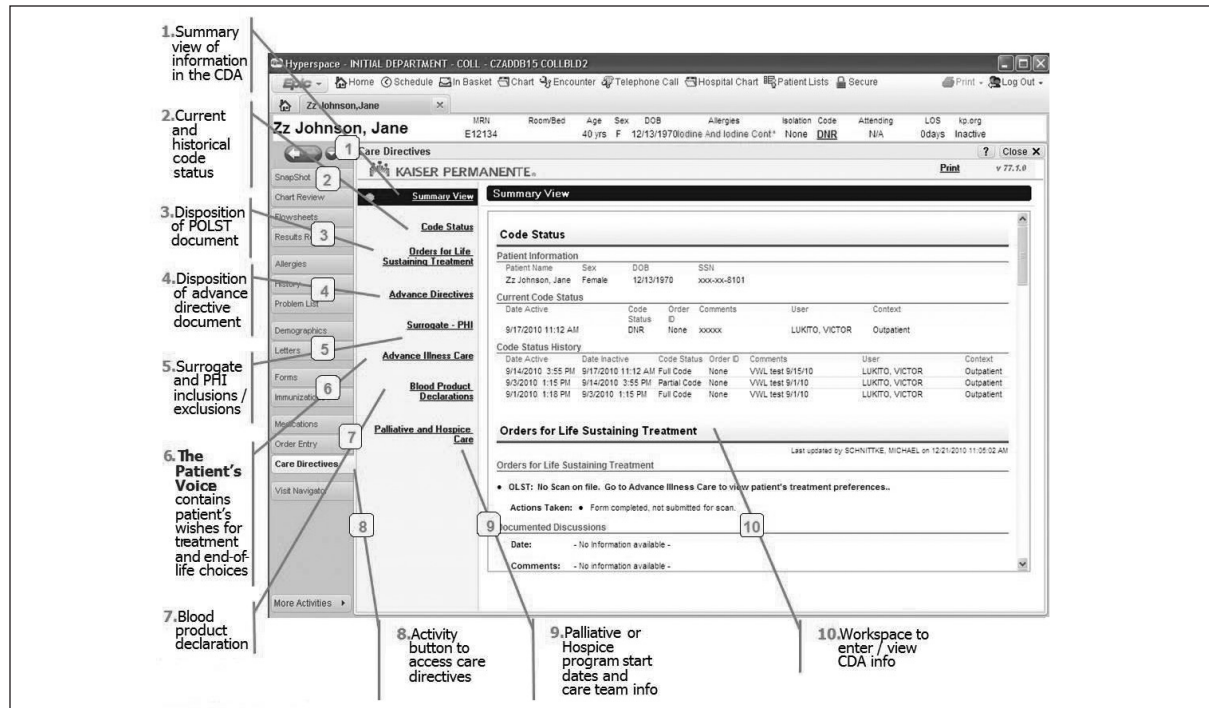 1.Summary
view of
information
in the CDA
2.Current
and
historical
code
status
3.Disposition
of POLST
document
4.Disposition
of advance
directive
document
5.Surrogate
and PHI
inclusions /
exclusions
6.The
Patient's
Voice
contains
patient's
wishes for
treatment
and end-of-
life choices
7.Blood
product
declaration
Hyperspace - INITIAL DEPARTMENT - COLL - CZADDB15 COLLBLD2
Epic Home Schedule In Basket Chart Encounter Telephone Call Hospital Chart Patient Lists Secure Print Log Out
Zz Johnson,Jane ×
MRN Room/Bed Age Sex DOB Allergies Isolation Code Attending LOS kp.org
Zz Johnson, Jane E12134 40 yrs F 12/13/1970 Iodine And Iodine Cont* None DNR N/A 0days Inactive
Care Directives ? Close X
KAISER PERMANENTE® Print v 77.1.0
SnapShot
Chart Review
Flowsheets
Results
Allergies
History
Problem List
Demographics
Letters
Forms
Immunization
Medications
Order Entry
Care Directives
Visit Navigator
More Activities
1
2
3
4
5
6
7
8
9
10
Summary View
Code Status
Orders for Life
Sustaining Treatment
Advance Directives
Surrogate - PHI
Advance Illness Care
Blood Product
Declarations
Palliative and Hospice
Care
Summary View
Code Status
Patient Information
Patient Name Sex DOB SSN
Zz Johnson, Jane Female 12/13/1970 xxx-xx-8101
Current Code Status
Date Active Code Order Comments User Context
Status ID
9/17/2010 11:12 AM DNR None xxxxx LUKITO, VICTOR Outpatient
Code Status History
Date Active Date Inactive Code Status Order ID Comments User Context
9/14/2010 3:55 PM 9/17/2010 11:12 AM Full Code None VWL test 9/15/10 LUKITO, VICTOR Outpatient
9/3/2010 1:15 PM 9/14/2010 3:55 PM Partial Code None VWL test 9/1/10 LUKITO, VICTOR Outpatient
9/1/2010 1:18 PM 9/3/2010 1:15 PM Full Code None VWL test 9/1/10 LUKITO, VICTOR Outpatient
Orders for Life Sustaining Treatment
Last updated by SCHNITTKE, MICHAEL on 12/21/2010 11:05:02 AM
Orders for Life Sustaining Treatment
• OLST: No Scan on file. Go to Advance Illness Care to view patient's treatment preferences..
Actions Taken: • Form completed, not submitted for scan.
Documented Discussions
Date: - No information available -
Comments: - No information available -
8.Activity
button to
access care
directives
9.Palliative or
Hospice
program start
dates and
care team info
10.Workspace to
enter / view
CDA info